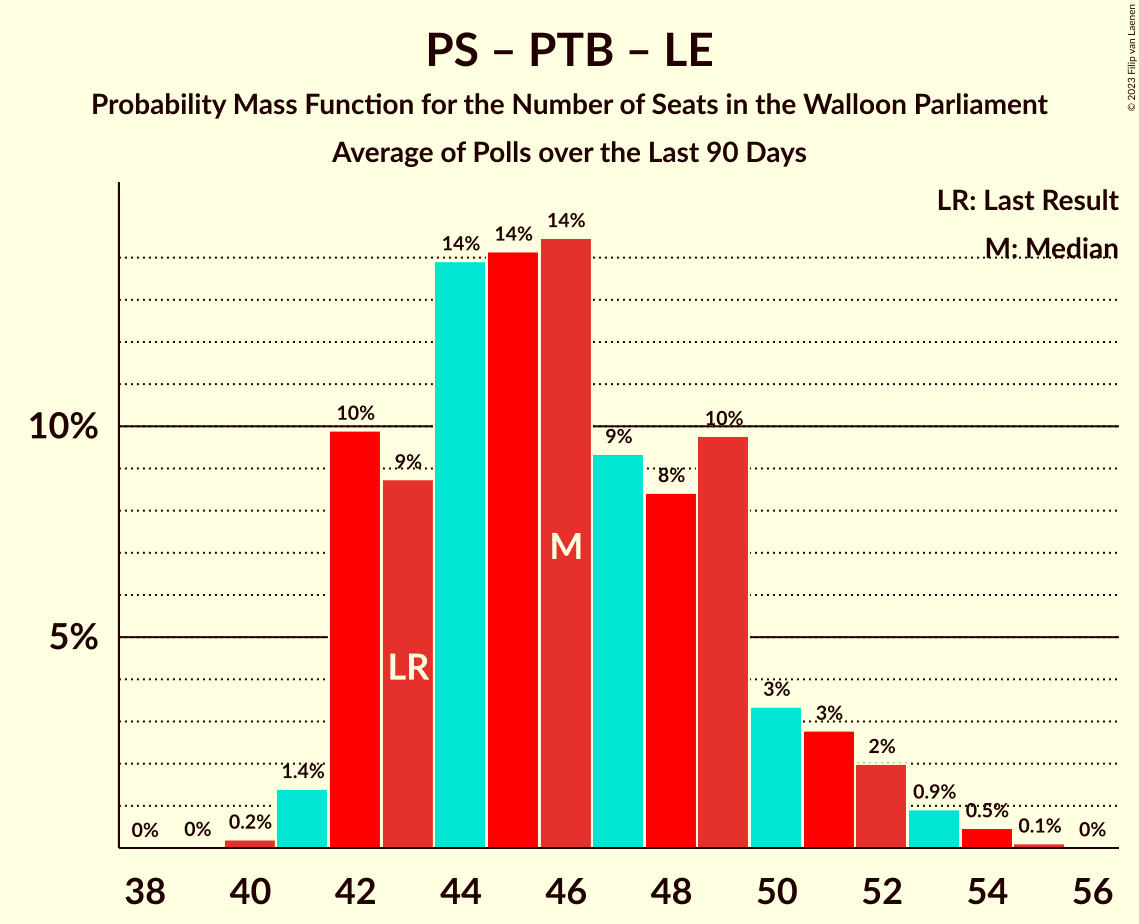 PS – PTB – LE
Probability Mass Function for the Number of Seats in the Walloon Parliament
Average of Polls over the Last 90 Days
© 2023 Filip van Laenen
LR: Last Result
M: Median
10%
5%
0%
0%
0.2%
1.4%
10%
9%
14%
14%
14%
9%
8%
10%
3%
3%
2%
0.9%
0.5%
0.1%
0%
LR
M
38 40 42 44 46 48 50 52 54 56